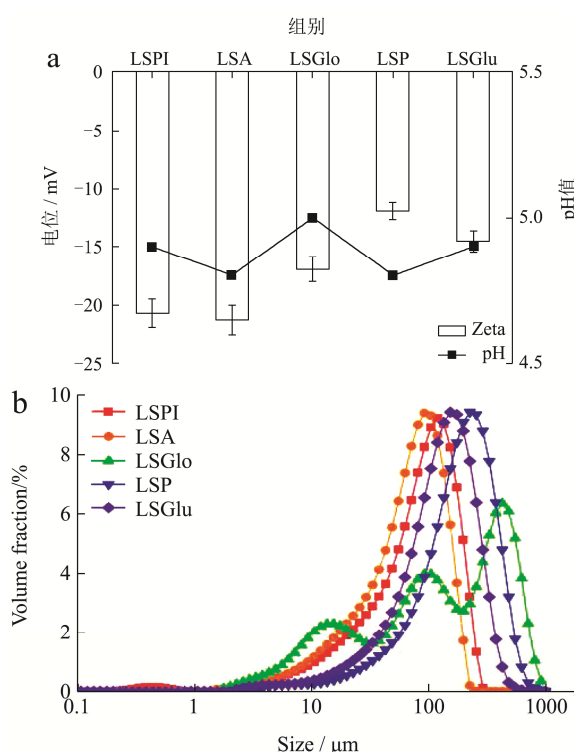 组别
a
LSPI LSA LSGlo LSP LSGlu
0
−5
−10
−15
−20
−25
电位 / mV
5.5
5.0
4.5
pH值
Zeta
pH
b
10
8
6
4
2
0
Volume fraction/%
LSPI
LSA
LSGlo
LSP
LSGlu
0.1 1 10 100 1000
Size / μm